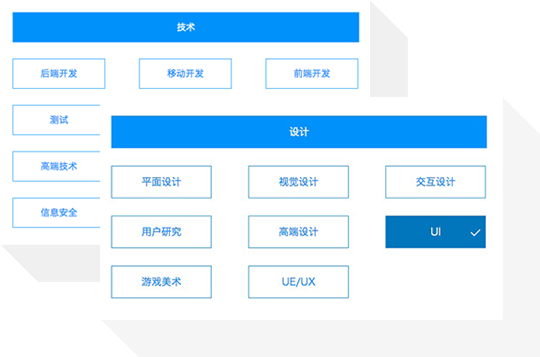 技术
后端开发
移动开发
前端开发
测试
高端技术
信息安全
设计
平面设计
视觉设计
交互设计
用户研究
高端设计
UI
游戏美术
UE/UX